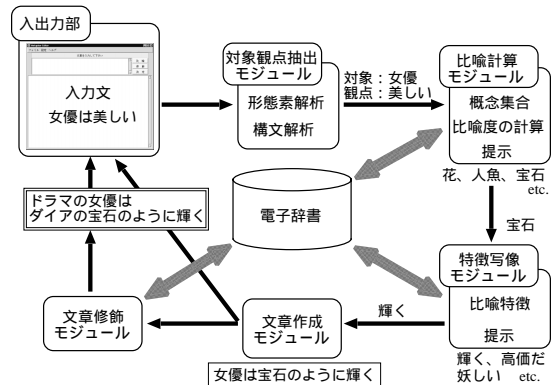 入出力部
入力文
女優は美しい
対象観点抽出
モジュール
形態素解析
構文解析
対象：女優
観点：美しい
比喩計算
モジュール
概念集合
比喩度の計算
提示
花、人魚、宝石
etc.
宝石
ドラマの女優は
ダイアの宝石のように輝く
電子辞書
特徴写像
モジュール
比喩特徴
提示
輝く、高価だ
妖しい etc.
輝く
文章作成
モジュール
女優は宝石のように輝く
文章修飾
モジュール